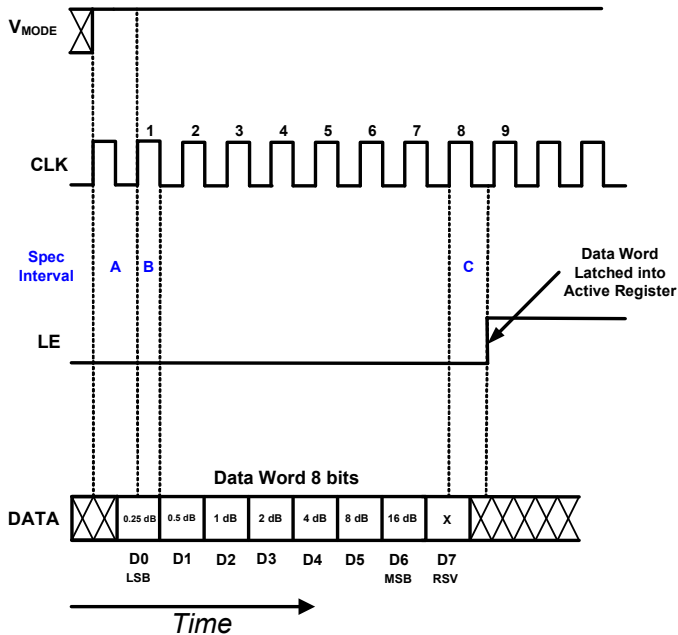 VMODE
1 2 3 4 5 6 7 8 9
CLK
Spec
Interval
A B C
Data Word
Latched into
Active Register
LE
Data Word 8 bits
DATA
0.25 dB 0.5 dB 1 dB 2 dB 4 dB 8 dB 16 dB X
D0 D1 D2 D3 D4 D5 D6 D7
LSB MSB RSV
Time